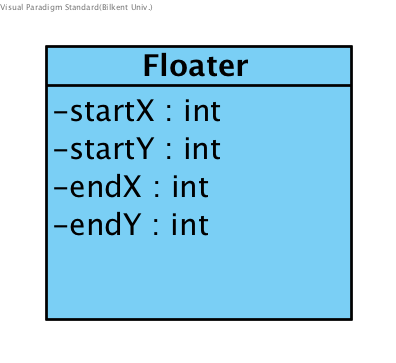 Visual Paradigm Standard(Bilkent Univ.)
Floater
-startX : int
-startY : int
-endX : int
-endY : int